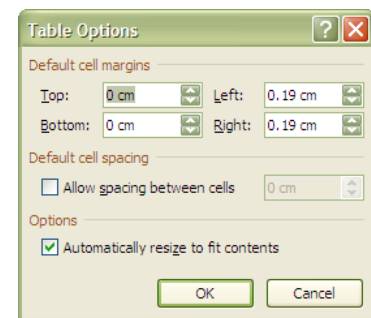 Table Options
Default cell margins
Top: 0 cm Left: 0.19 cm
Bottom: 0 cm Right: 0.19 cm
Default cell spacing
Allow spacing between cells 0 cm
Options
Automatically resize to fit contents
OK Cancel